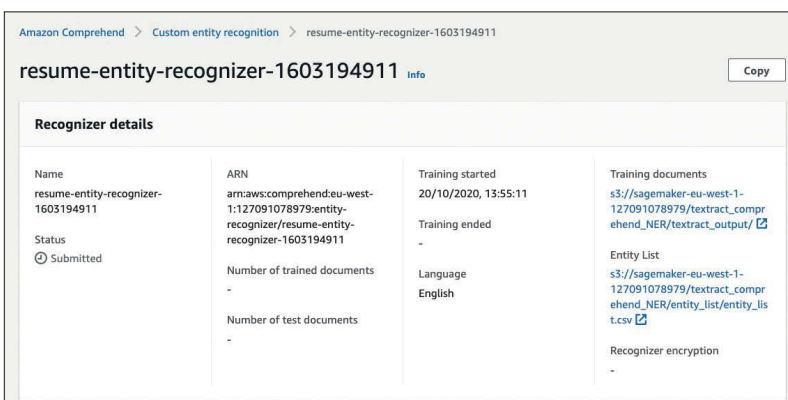 Amazon Comprehend > Custom entity recognition > resume-entity-recognizer-1603194911
resume-entity-recognizer-1603194911 Info
Copy
Recognizer details
Name
resume-entity-recognizer-
1603194911
Status
Submitted
ARN
arn:aws:comprehend:eu-west-
1:127091078979:entity-
recognizer/resume-entity-
recognizer-1603194911
Number of trained documents
-
Number of test documents
-
Training started
20/10/2020, 13:55:11
Training ended
-
Language
English
Training documents
s3://sagemaker-eu-west-1-
127091078979/textract_compr
ehend_NER/textract_output/
Entity List
s3://sagemaker-eu-west-1-
127091078979/textract_compr
ehend_NER/entity_list/entity_lis
t.csv
Recognizer encryption
-